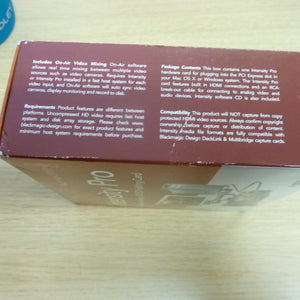 Includes On-Air Video Mixing On-Air software
allows real time mixing between multiple video
sources such as video cameras. Requires Intensity
or Intensity Pro installed in a fast host system for each
video input, and On-Air software will auto sync video
cameras, display monitoring and record to disk.
Requirements Product features are different between
platforms. Uncompressed HD video requires fast host
system and disk array storage. Please check www.
blackmagic-design.com for exact product features and
minimum host system requirements before purchase.
Package Contents This box contains one Intensity Pro
hardware card for plugging into the PCI Express slot in
your Mac OS X or Windows system. The Intensity Pro
card features built in HDMI connections and an RCA
break-out cable for connecting to analog video and
audio devices. Intensity software CD is also included.
Compatibility This product will NOT capture from copy
protected HDMI video sources. Always confirm copyright
ownership before capture or distribution of content.
Intensity media file formats are fully compatible with
Blackmagic Design DeckLink & Multibridge capture cards.
Pro